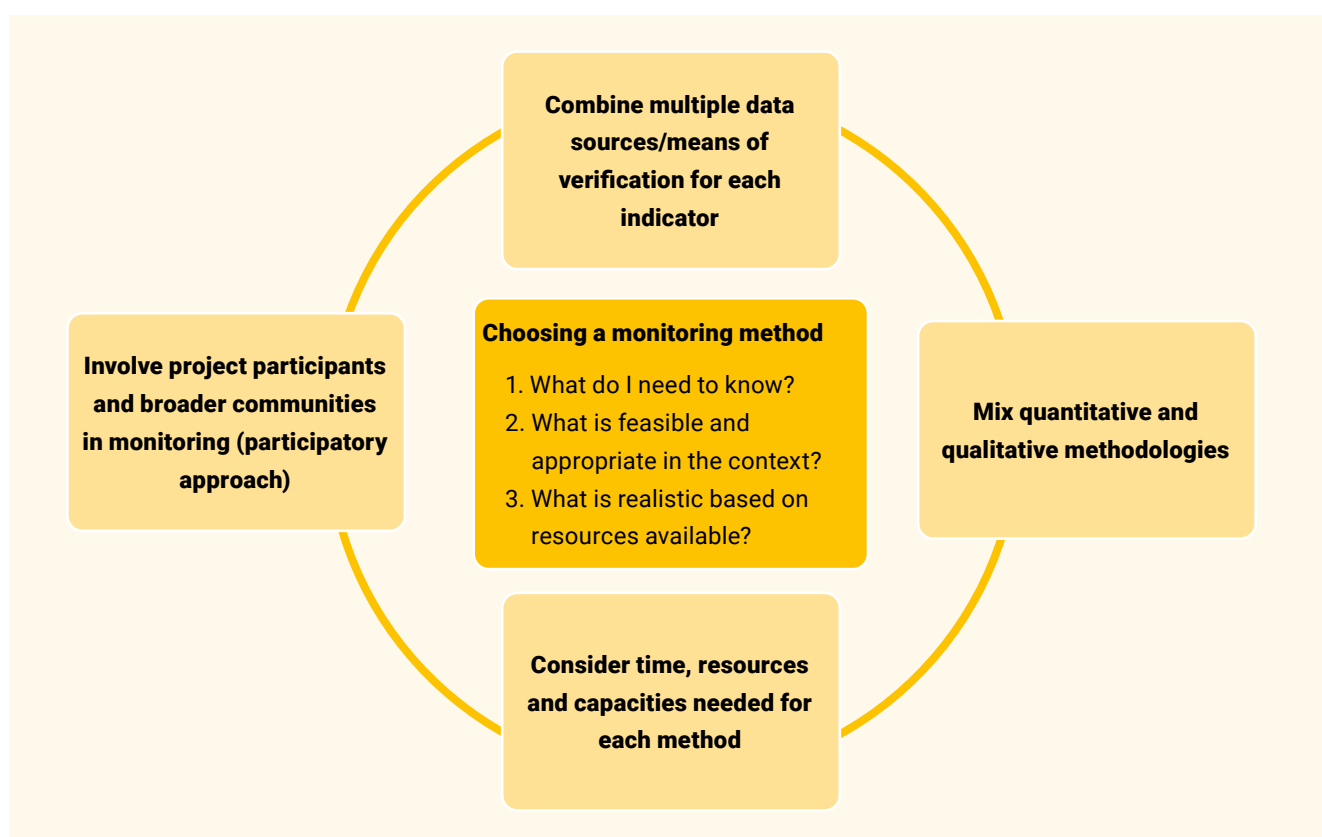 Combine multiple data
sources/means of
verification for each
indicator
Choosing a monitoring method
1. What do I need to know?
2. What is feasible and
appropriate in the context?
3. What is realistic based on
resources available?
Involve project participants
and broader communities
in monitoring (participatory
approach)
Mix quantitative and
qualitative methodologies
Consider time, resources
and capacities needed for
each method